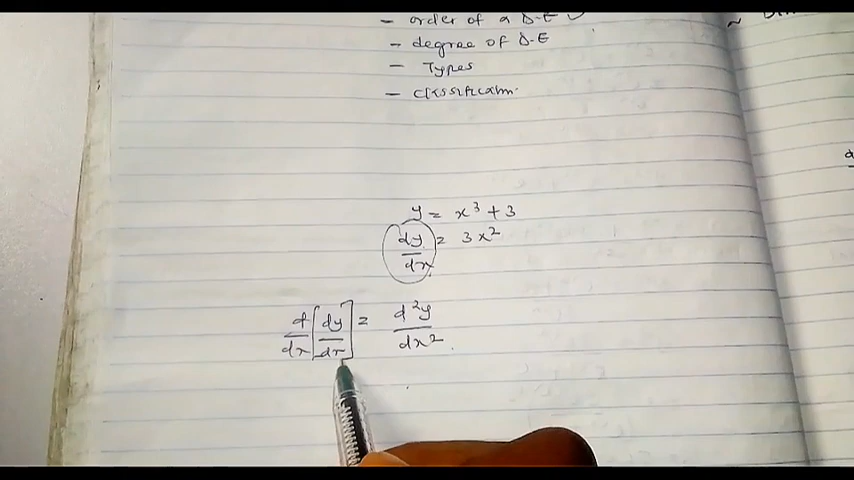 - order of a D.E
- degree of D.E
- Types
- classification
y = x³ + 3
dy/dx = 3x²
d/dx [dy/dx] = d²y/dx²